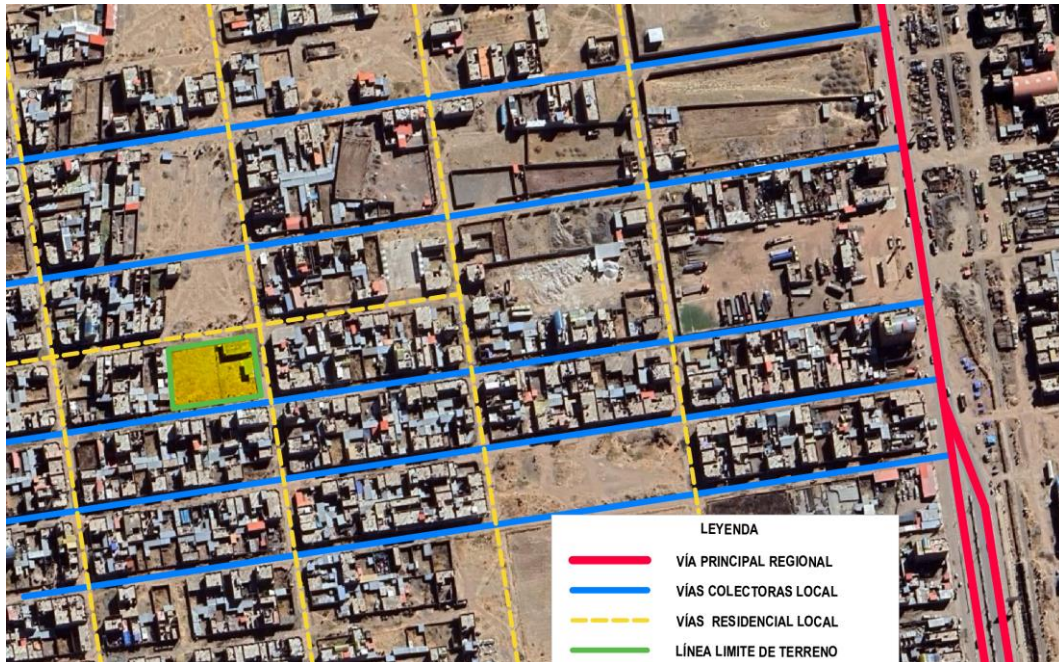 LEYENDA
VÍA PRINCIPAL REGIONAL
VÍAS COLECTORAS LOCAL
VÍAS RESIDENCIAL LOCAL
LÍNEA LIMITE DE TERRENO